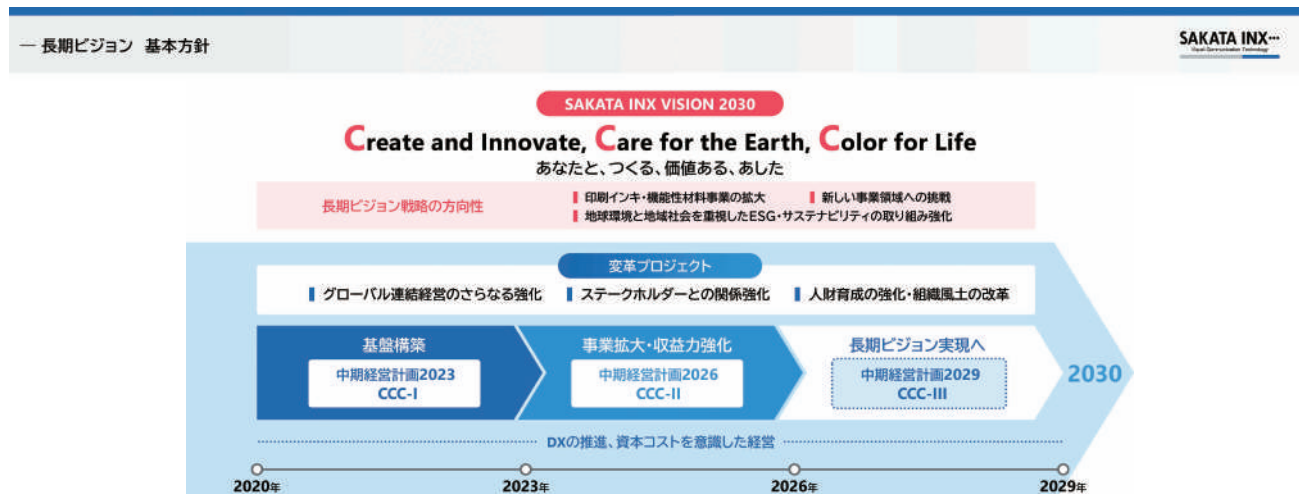 ― 長期ビジョン 基本方針
SAKATA INX
Visual Communication Technology
SAKATA INX VISION 2030
Create and Innovate, Care for the Earth, Color for Life
あなたと、つくる、価値ある、あした
長期ビジョン戦略の方向性
印刷インキ・機能性材料事業の拡大
新しい事業領域への挑戦
地球環境と地域社会を重視したESG・サステナビリティの取り組み強化
変革プロジェクト
グローバル連結経営のさらなる強化
ステークホルダーとの関係強化
人財育成の強化・組織風土の改革
基盤構築
中期経営計画2023
CCC-I
事業拡大・収益力強化
中期経営計画2026
CCC-II
長期ビジョン実現へ
中期経営計画2029
CCC-III
2030
DXの推進、資本コストを意識した経営
2020年
2023年
2026年
2029年